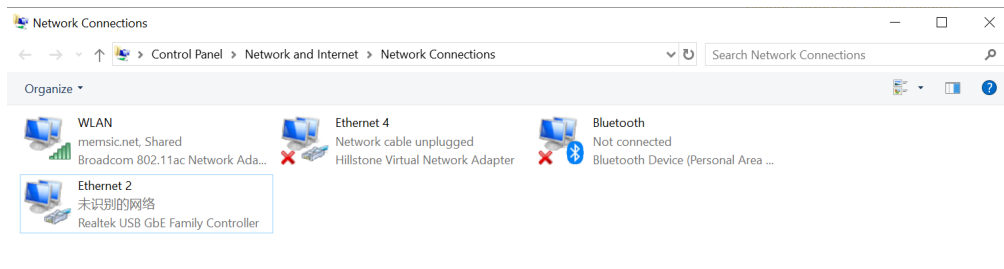 Network Connections
Control Panel > Network and Internet > Network Connections
Search Network Connections
Organize
WLAN
memsic.net, Shared
Broadcom 802.11ac Network Ada...
Ethernet 4
Network cable unplugged
Hillstone Virtual Network Adapter
Bluetooth
Not connected
Bluetooth Device (Personal Area ...
Ethernet 2
未识别的网络
Realtek USB GbE Family Controller